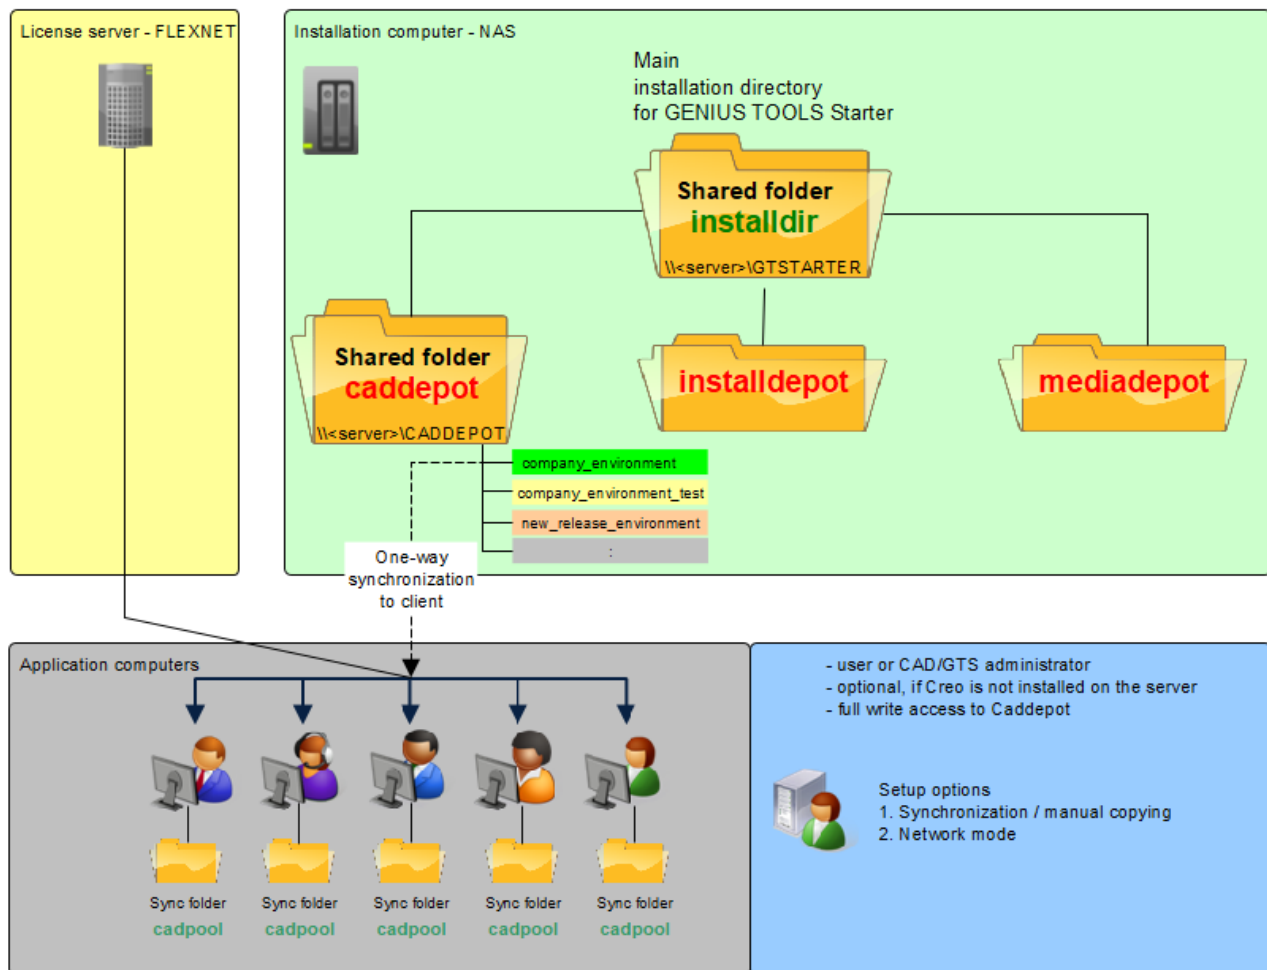 License server - FLEXNET
Installation computer - NAS
Main
installation directory
for GENIUS TOOLS Starter
Shared folder
installdir
\\<server>\GTSTARTER
Shared folder
caddepot
\\<server>\CADDEPOT
installdepot
mediadepot
company_environment
company_environment_test
new_release_environment
:
One-way
synchronization
to client
Application computers
Sync folder
cadpool
Sync folder
cadpool
Sync folder
cadpool
Sync folder
cadpool
Sync folder
cadpool
- user or CAD/GTS administrator
- optional, if Creo is not installed on the server
- full write access to Caddepot
Setup options
1. Synchronization / manual copying
2. Network mode